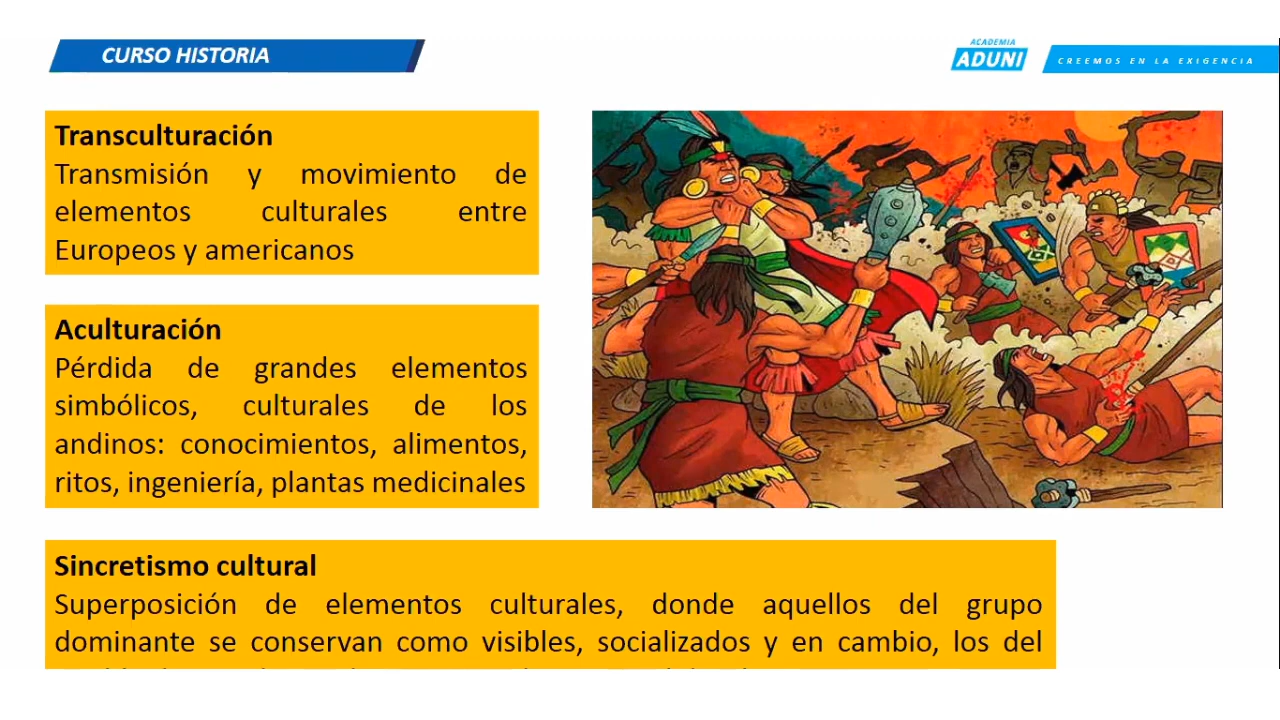 CURSO HISTORIA
ACADEMIA
ADUNI
CREEMOS EN LA EXIGENCIA
Transculturación
Transmisión y movimiento de
elementos culturales entre
Europeos y americanos
Aculturación
Pérdida de grandes elementos
simbólicos, culturales de los
andinos: conocimientos, alimentos,
ritos, ingeniería, plantas medicinales
Sincretismo cultural
Superposición de elementos culturales, donde aquellos del grupo
dominante se conservan como visibles, socializados y en cambio, los del